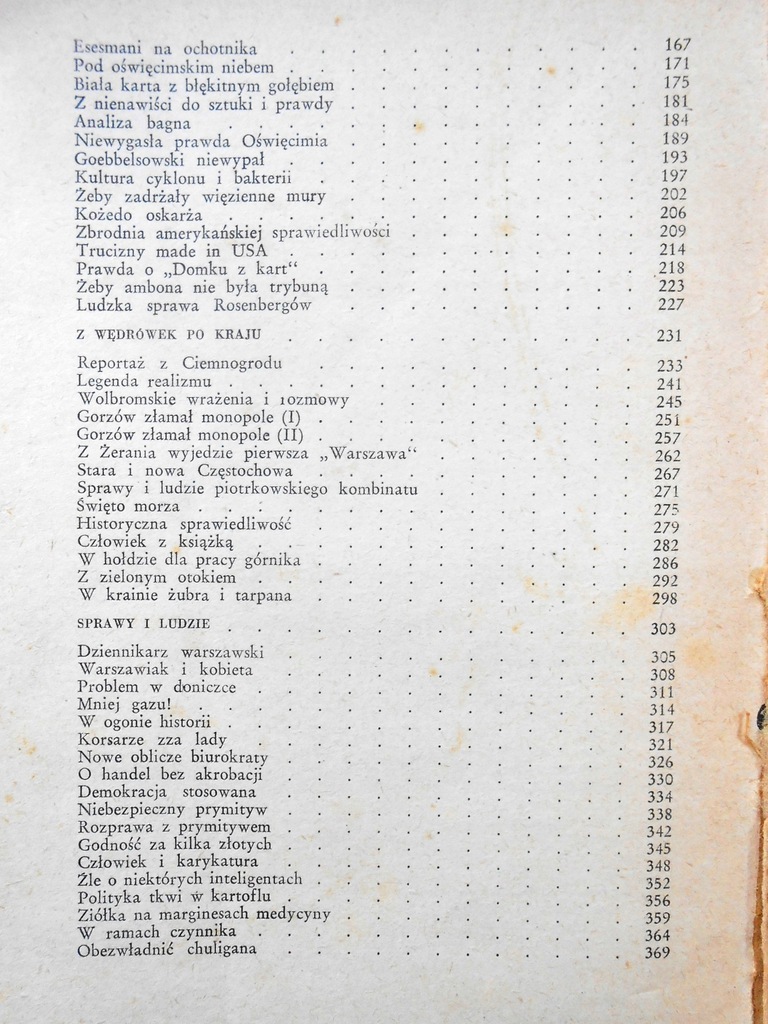 Esesmani na ochotnika . . . . . . . . . . . . 167
Pod oświęcimskim niebem . . . . . . . . . . . . 171
Biała karta z błękitnym gołębiem . . . . . . . . . . 175
Z nienawiści do sztuki i prawdy . . . . . . . . . . 181
Analiza bagna . . . . . . . . . . . . . . 184
Niewygasła prawda Oświęcimia . . . . . . . . . . 189
Goebbelsowski niewypał . . . . . . . . . . . . 193
Kultura cyklonu i bakterii . . . . . . . . . . . 197
Żeby zadrżały więzienne mury . . . . . . . . . . 202
Kożedo oskarża . . . . . . . . . . . . . . 206
Zbrodnia amerykańskiej sprawiedliwości . . . . . . . . 209
Trucizny made in USA . . . . . . . . . . . . 214
Prawda o „Domku z kart“ . . . . . . . . . . . 218
Żeby ambona nie była trybuną . . . . . . . . . . 223
Ludzka sprawa Rosenbergów . . . . . . . . . . 227
Z WĘDRÓWEK PO KRAJU . . . . . . . . . . . . 231
Reportaż z Ciemnogrodu . . . . . . . . . . . 233
Legenda realizmu . . . . . . . . . . . . . . 241
Wolbromskie wrażenia i rozmowy . . . . . . . . . 245
Gorzów złamał monopole (I) . . . . . . . . . . . 251
Gorzów złamał monopole (II) . . . . . . . . . . . 257
Z Żerania wyjedzie pierwsza „Warszawa“ . . . . . . . 262
Stara i nowa Częstochowa . . . . . . . . . . . 267
Sprawy i ludzie piotrkowskiego kombinatu . . . . . . . 271
Święto morza . . . . . . . . . . . . . . . 275
Historyczna sprawiedliwość . . . . . . . . . . . 279
Człowiek z książką . . . . . . . . . . . . . 282
W hołdzie dla pracy górnika . . . . . . . . . . . 286
Z zielonym otokiem . . . . . . . . . . . . . 292
W krainie żubra i tarpana . . . . . . . . . . . 298
SPRAWY I LUDZIE . . . . . . . . . . . . . . 303
Dziennikarz warszawski . . . . . . . . . . . . 305
Warszawiak i kobieta . . . . . . . . . . . . 308
Problem w doniczce . . . . . . . . . . . . . 311
Mniej gazu! . . . . . . . . . . . . . . . 314
W ogonie historii . . . . . . . . . . . . . . 317
Korsarze zza lady . . . . . . . . . . . . . 321
Nowe oblicze biurokraty . . . . . . . . . . . . 326
O handel bez akrobacji . . . . . . . . . . . . 330
Demokracja stosowana . . . . . . . . . . . . 334
Niebezpieczny prymityw . . . . . . . . . . . . 338
Rozprawa z prymitywem . . . . . . . . . . . . 342
Godność za kilka złotych . . . . . . . . . . . . 345
Człowiek i karykatura . . . . . . . . . . . . 348
Źle o niektórych inteligentach . . . . . . . . . . . 352
Polityka tkwi w kartoflu . . . . . . . . . . . . 356
Ziółka na marginesach medycyny . . . . . . . . . . 359
W ramach czynnika . . . . . . . . . . . . . 364
Obezwładnić chuligana . . . . . . . . . . . . 369